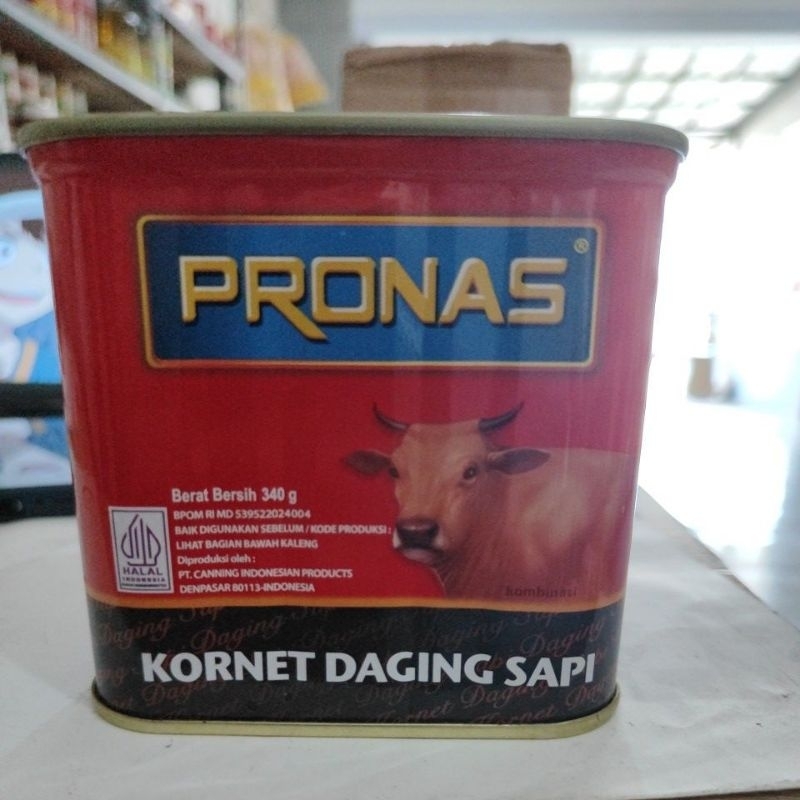 PRONAS®
Berat Bersih 340 g
BPOM RI MD 539522024004
BAIK DIGUNAKAN SEBELUM / KODE PRODUKSI :
LIHAT BAGIAN BAWAH KALENG
Diproduksi oleh :
PT. CANNING INDONESIAN PRODUCTS
DENPASAR 80113-INDONESIA
HALAL
INDONESIA
kombinasi
KORNET DAGING SAPI